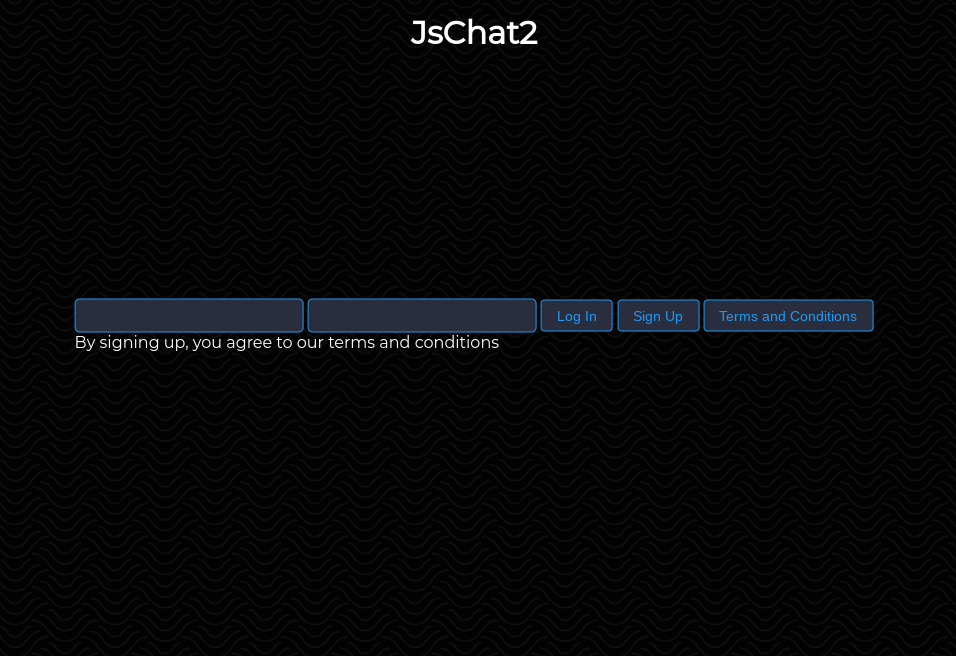 JsChat2
Log In Sign Up Terms and Conditions
By signing up, you agree to our terms and conditions